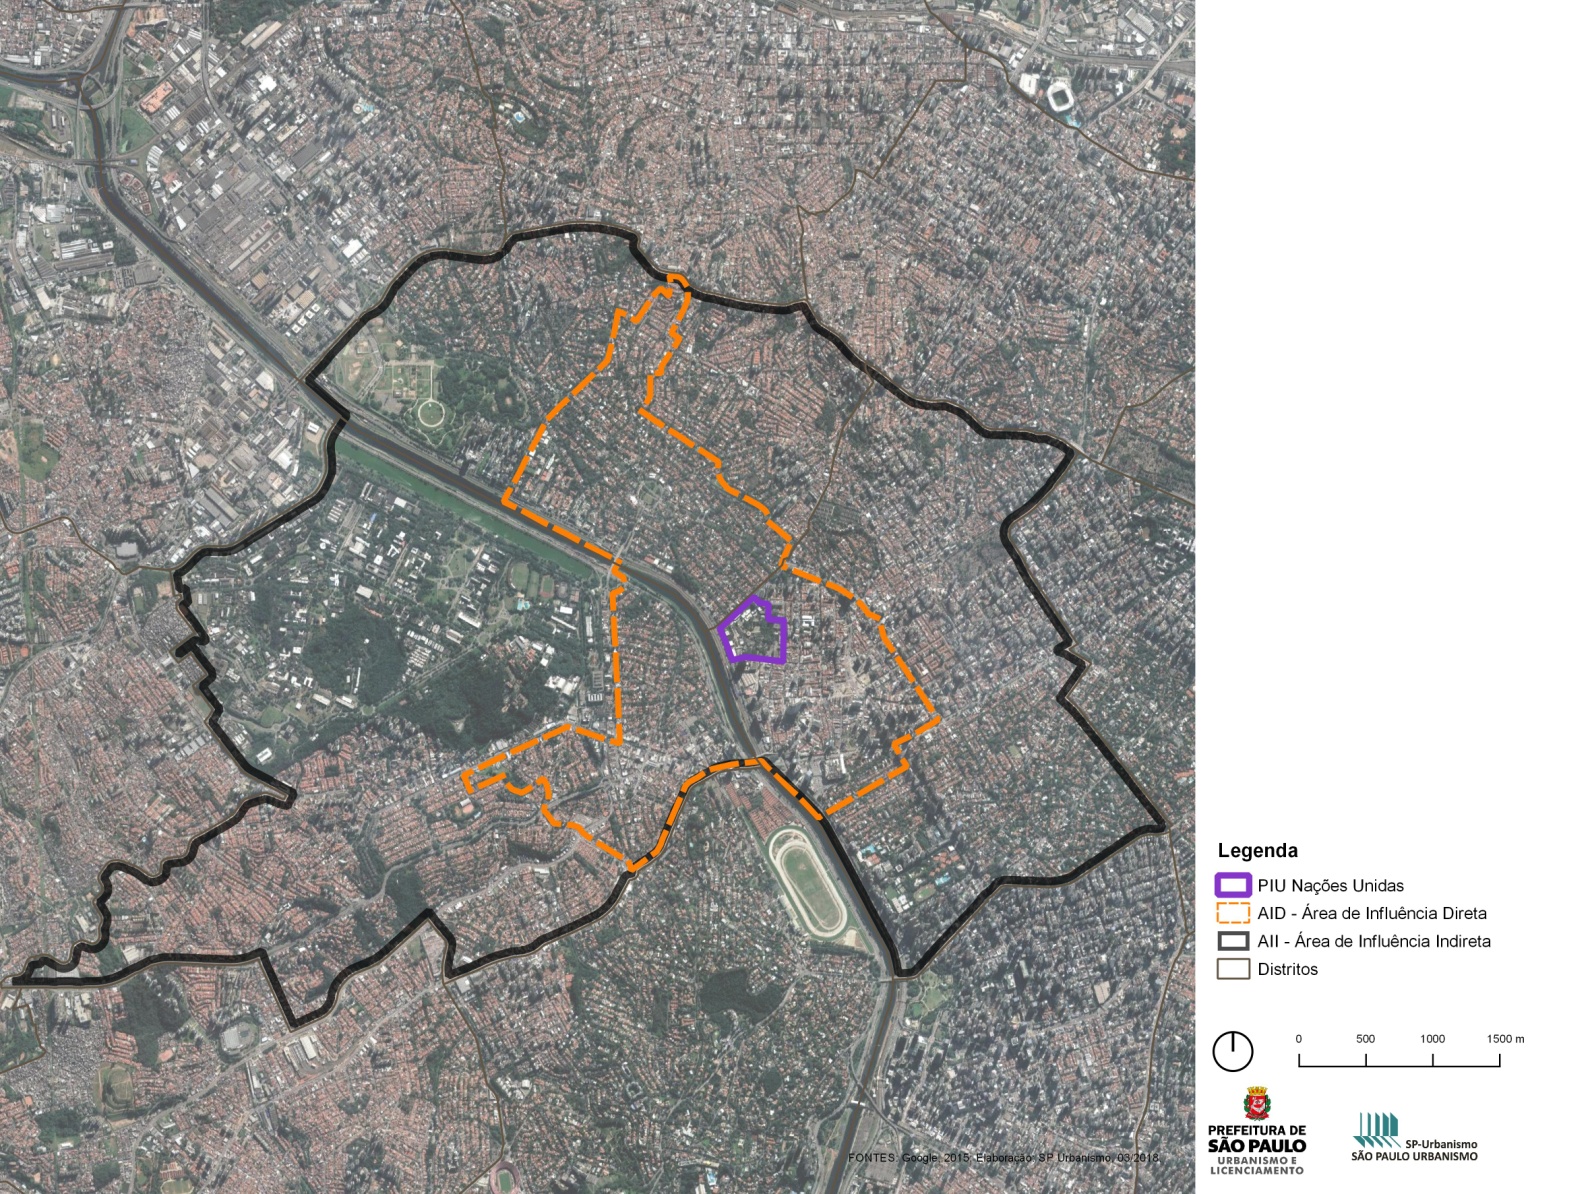 Legenda
PIU Nações Unidas
AID - Área de Influência Direta
AII - Área de Influência Indireta
Distritos
0 500 1000 1500 m
PREFEITURA DE
SÃO PAULO
URBANISMO E
LICENCIAMENTO
SP-Urbanismo
SÃO PAULO URBANISMO
FONTES: Google, 2015. Elaboração: SP Urbanismo, 03/2018.